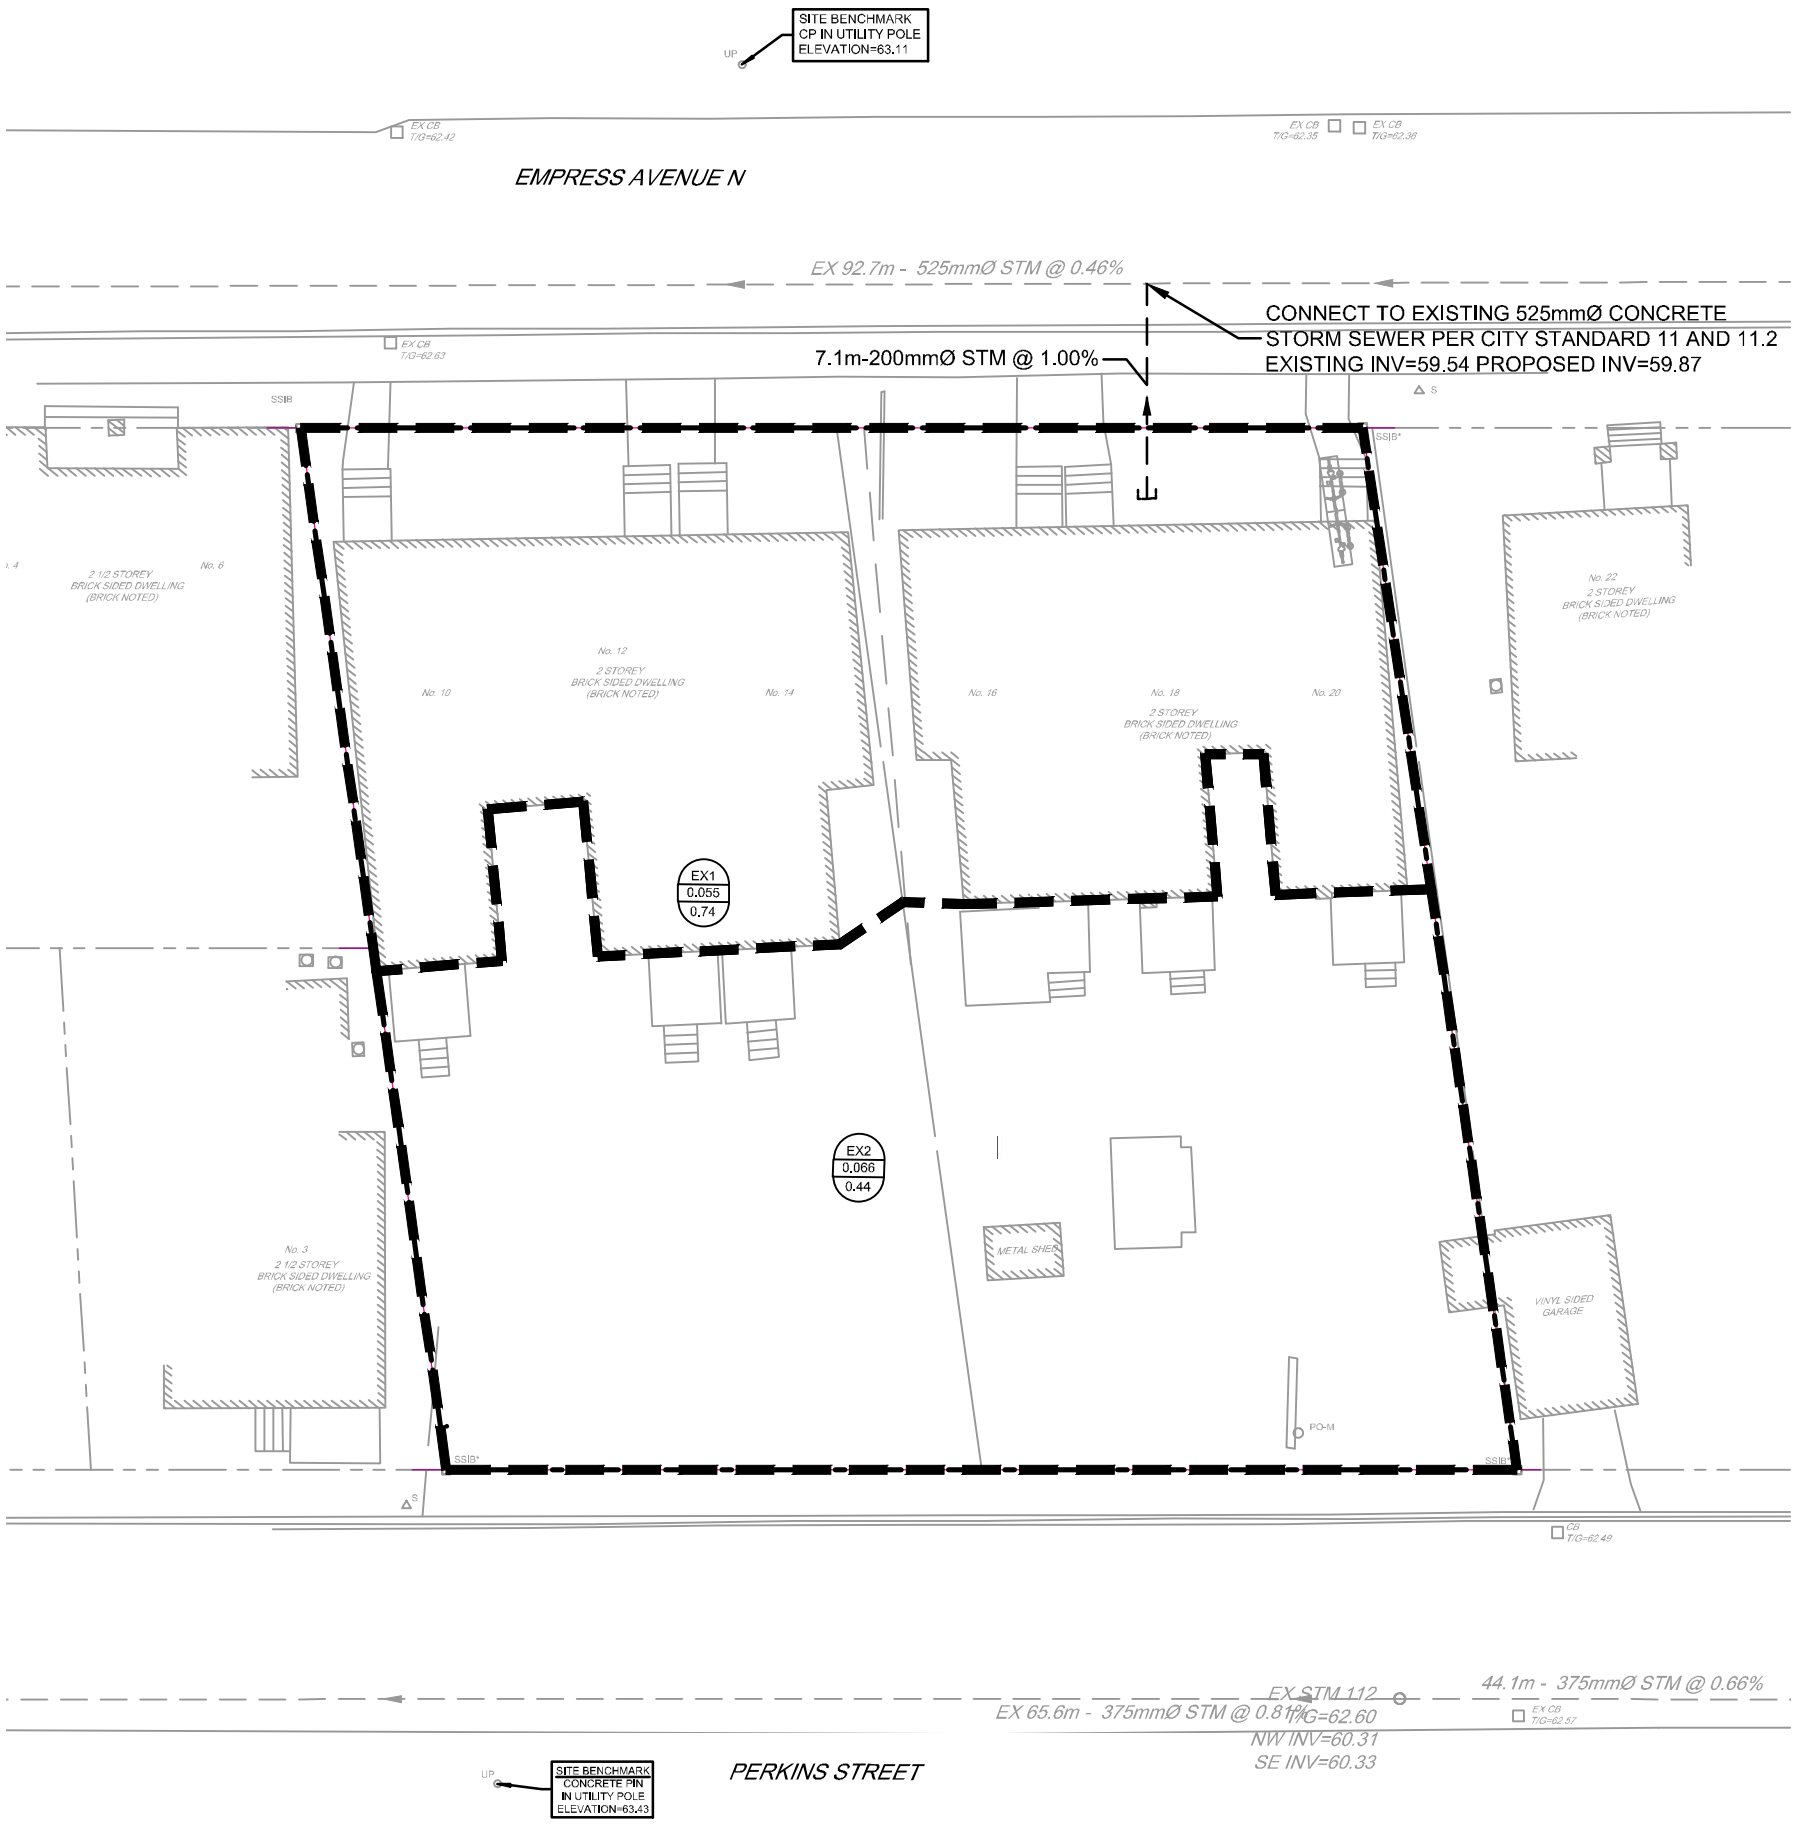 SITE BENCHMARK
CP IN UTILITY POLE
ELEVATION=63.11
UP
EX CB
T/G=62.42
EX CB
T/G=62.35
EX CB
T/G=62.36
EMPRESS AVENUE N
EX 92.7m - 525mmØ STM @ 0.46%
CONNECT TO EXISTING 525mmØ CONCRETE
STORM SEWER PER CITY STANDARD 11 AND 11.2
EXISTING INV=59.54 PROPOSED INV=59.87
EX CB
T/G=62.63
7.1m-200mmØ STM @ 1.00%
SSIB
S
SSIB*
. 4
No. 6
2 1/2 STOREY
BRICK SIDED DWELLING
(BRICK NOTED)
No. 22
2 STOREY
BRICK SIDED DWELLING
(BRICK NOTED)
No. 12
2 STOREY
BRICK SIDED DWELLING
(BRICK NOTED)
No. 10
No. 14
No. 16
No. 18
No. 20
2 STOREY
BRICK SIDED DWELLING
(BRICK NOTED)
EX1
0.055
0.74
EX2
0.066
0.44
METAL SHED
No. 3
2 1/2 STOREY
BRICK SIDED DWELLING
(BRICK NOTED)
VINYL SIDED
GARAGE
PO-M
SSIB*
SSIB*
S
CB
T/G=62.49
44.1m - 375mmØ STM @ 0.66%
EX STM 112
EX 65.6m - 375mmØ STM @ 0.81%
T/G=62.60
NW INV=60.31
SE INV=60.33
EX CB
T/G=62.57
PERKINS STREET
UP
SITE BENCHMARK
CONCRETE PIN
IN UTILITY POLE
ELEVATION=63.43